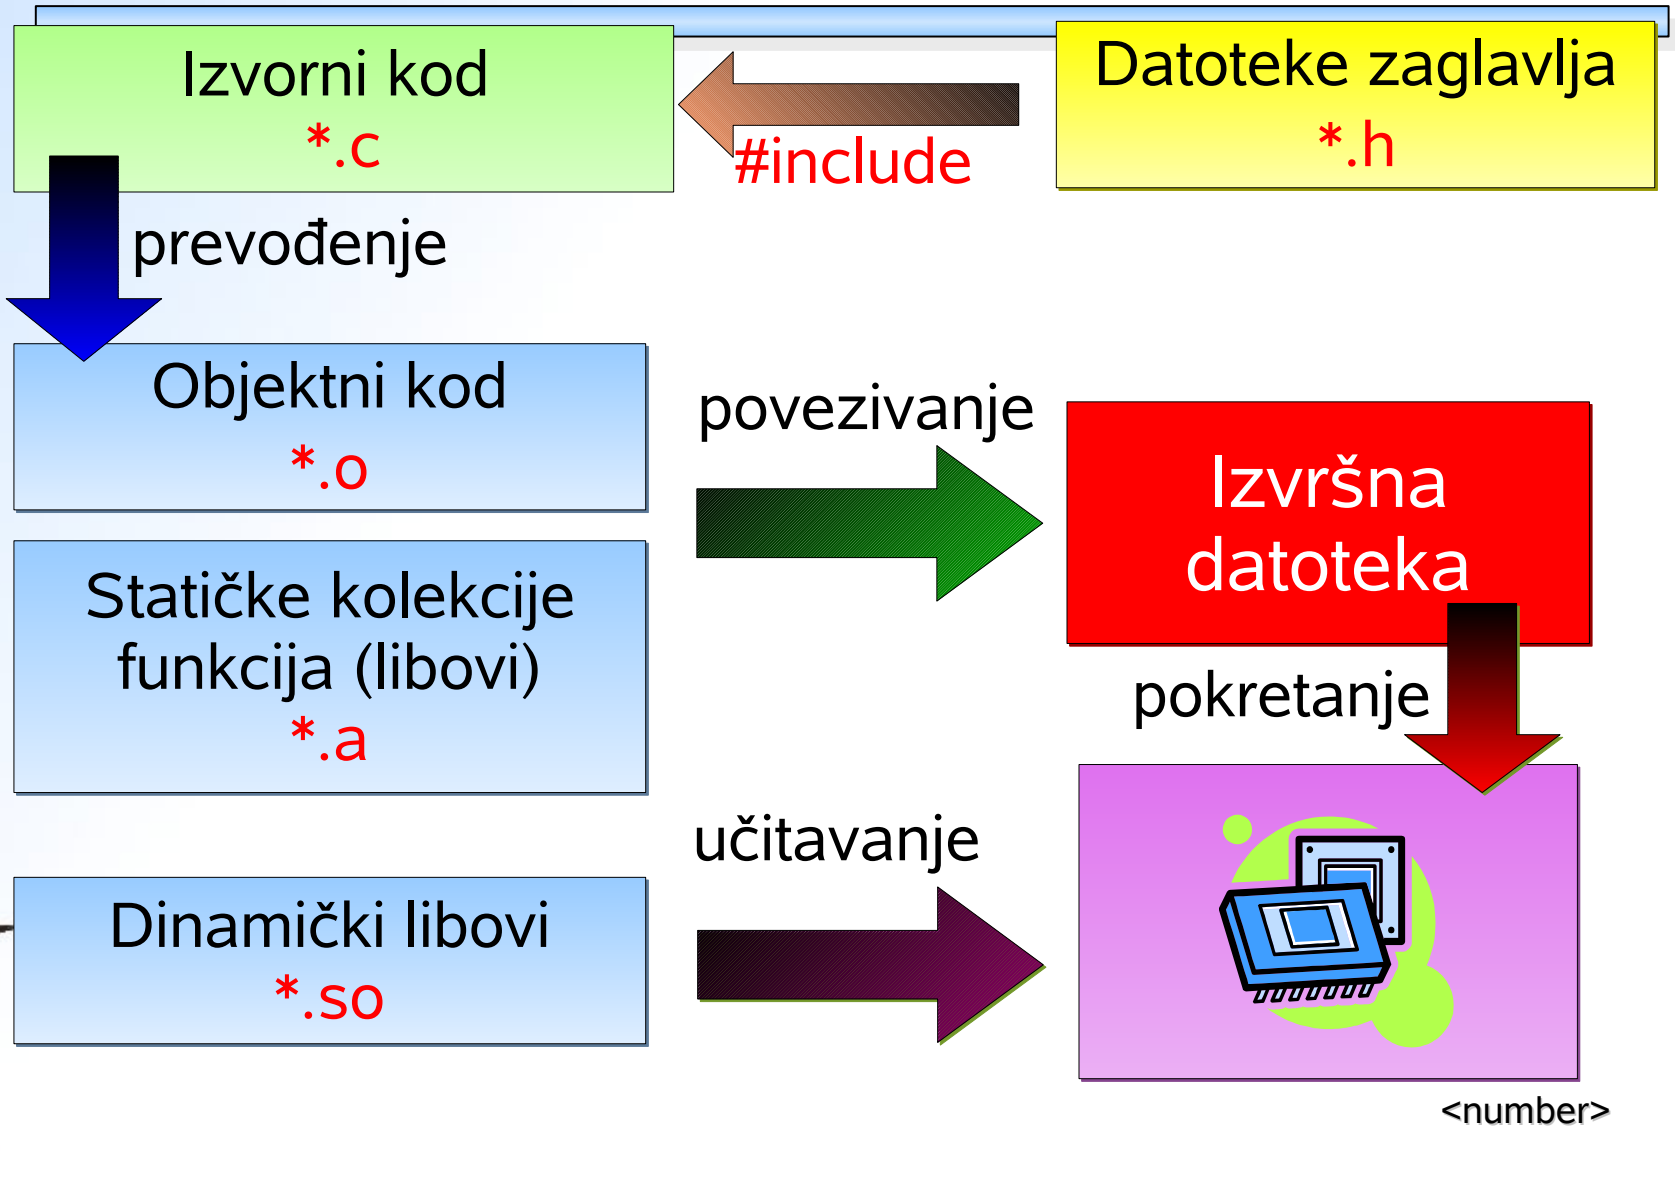 Izvorni kod
*.c
#include
Datoteke zaglavlja
*.h
prevođenje
Objektni kod
*.o
povezivanje
Izvršna
datoteka
Statičke kolekcije
funkcija (libovi)
*.a
pokretanje
učitavanje
Dinamički libovi
*.so
<number>